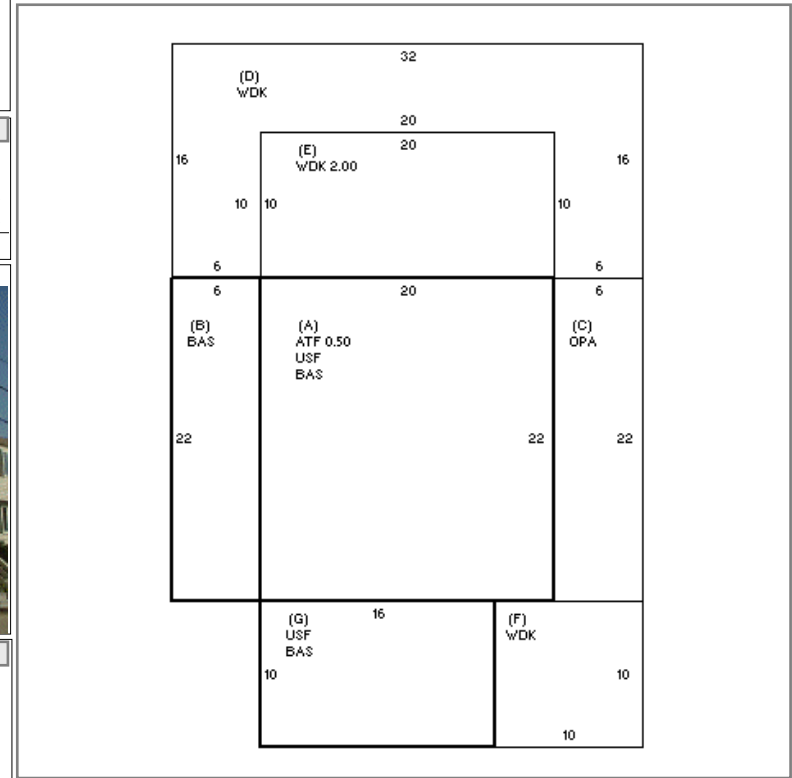 32
(D)
WDK
20
20
(E)
WDK 2.00
16
16
10
10
10
6
6
6
20
6
(B)
BAS
(A)
ATF 0.50
USF
BAS
(C)
OPA
22
22
22
16
(G)
USF
BAS
(F)
WDK
10
10
10